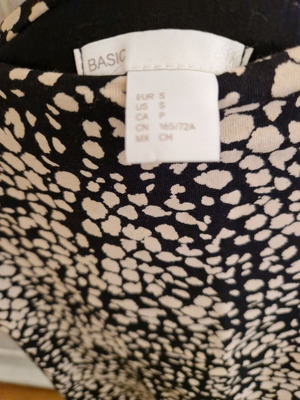 BASIC
EUR S
US S
CA P
CN 165/72A
MX CH